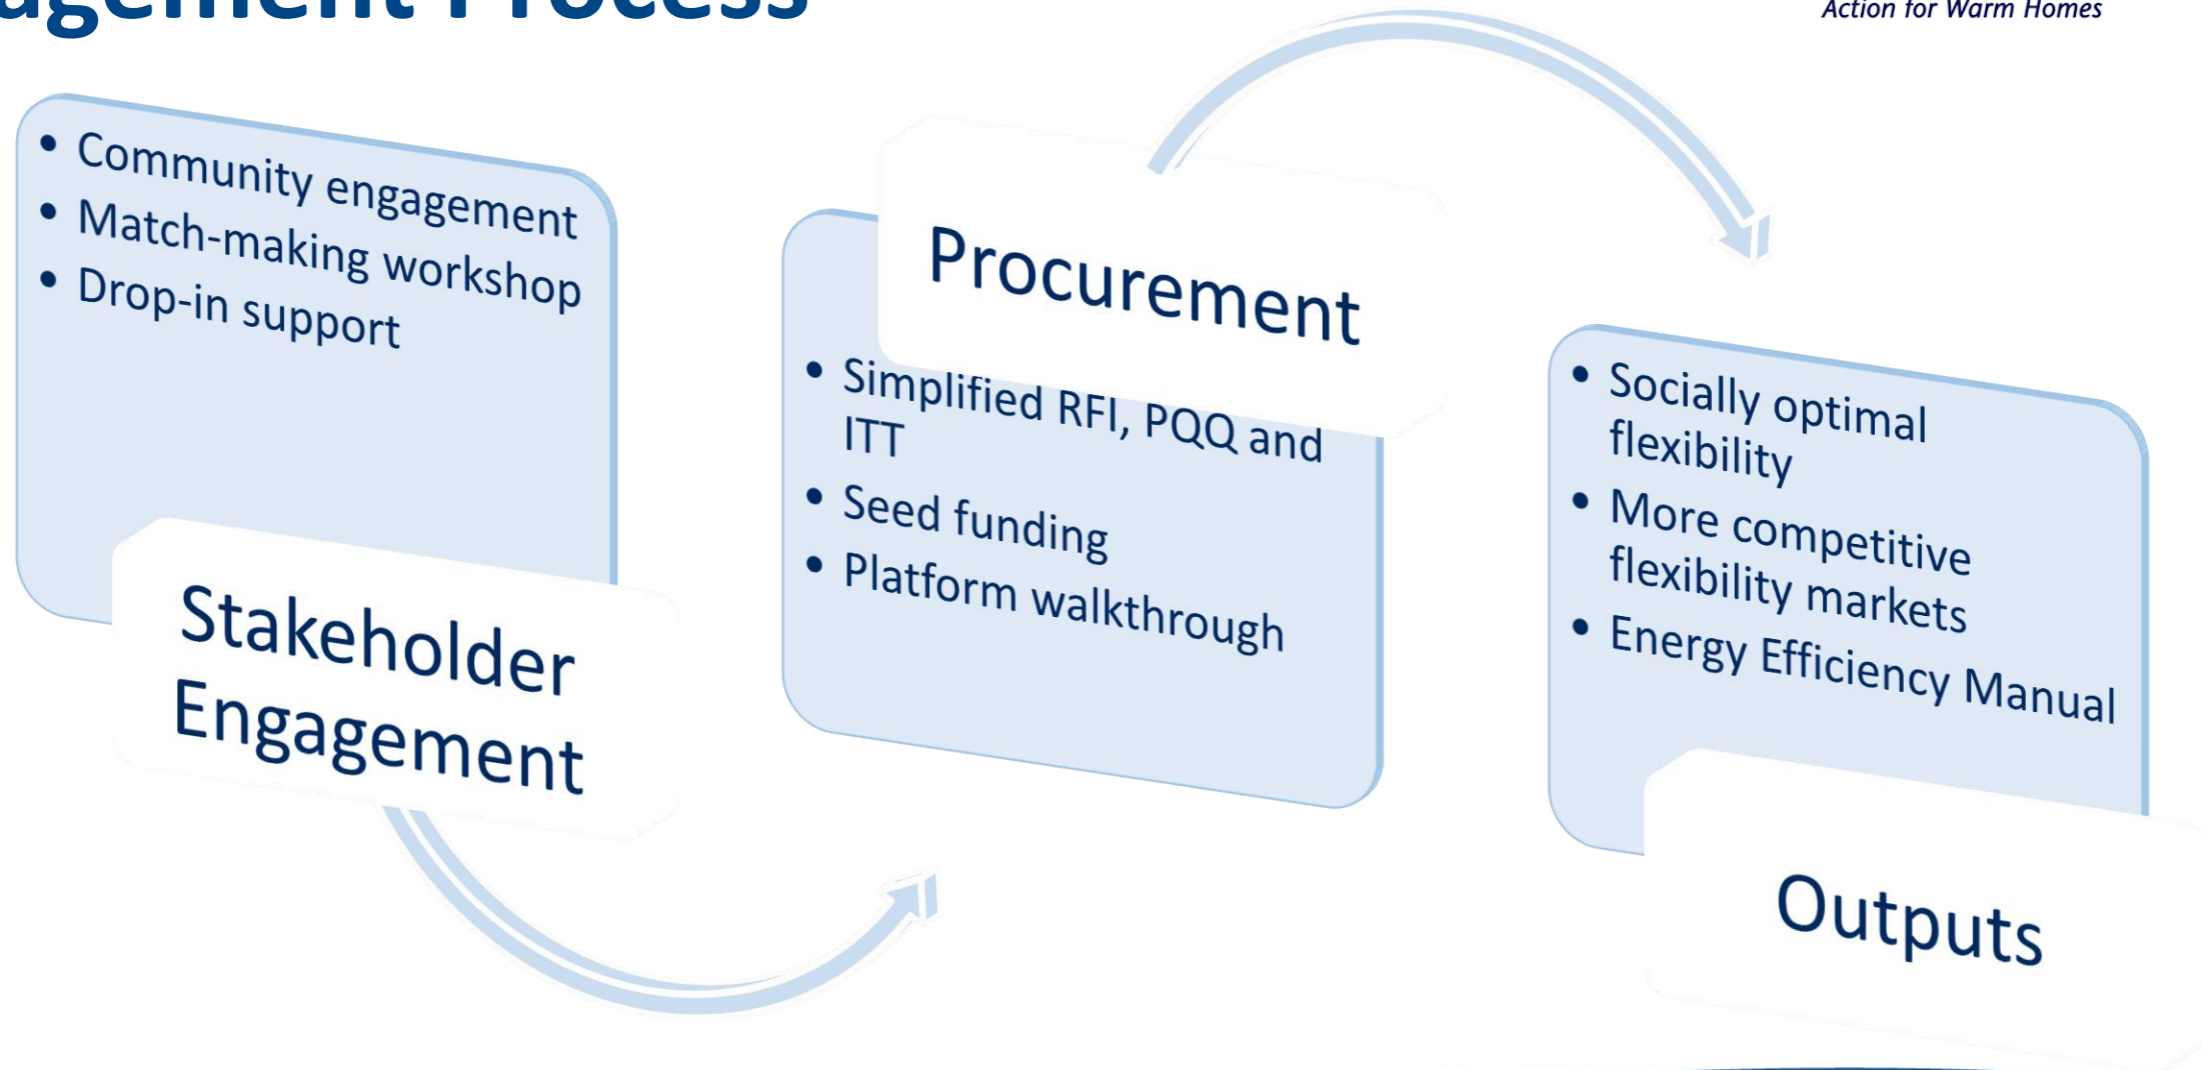 agement Process
Action for Warm Homes
• Community engagement
• Match-making workshop
• Drop-in support
Stakeholder
Engagement
Procurement
• Simplified RFI, PQQ and
ITT
• Seed funding
• Platform walkthrough
• Socially optimal
flexibility
• More competitive
flexibility markets
• Energy Efficiency Manual
Outputs